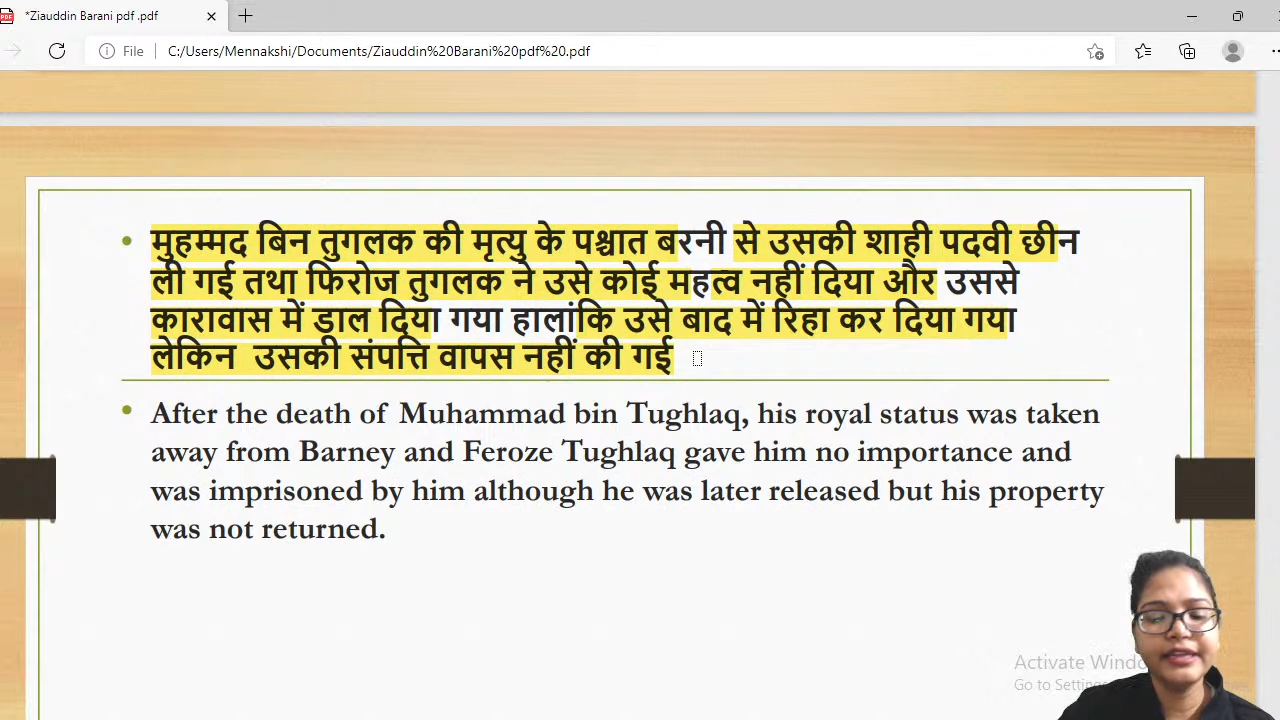 *Ziauddin Barani pdf .pdf
File C:/Users/Mennakshi/Documents/Ziauddin%20Barani%20pdf%20.pdf
मुहम्मद बिन तुगलक की मृत्यु के पश्चात बरनी से उसकी शाही पदवी छीन
ली गई तथा फिरोज तुगलक ने उसे कोई महत्व नहीं दिया और उससे
कारावास में डाल दिया गया हालांकि उसे बाद में रिहा कर दिया गया
लेकिन उसकी संपत्ति वापस नहीं की गई
After the death of Muhammad bin Tughlaq, his royal status was taken
away from Barney and Feroze Tughlaq gave him no importance and
was imprisoned by him although he was later released but his property
was not returned.
Activate Windo
Go to Settings